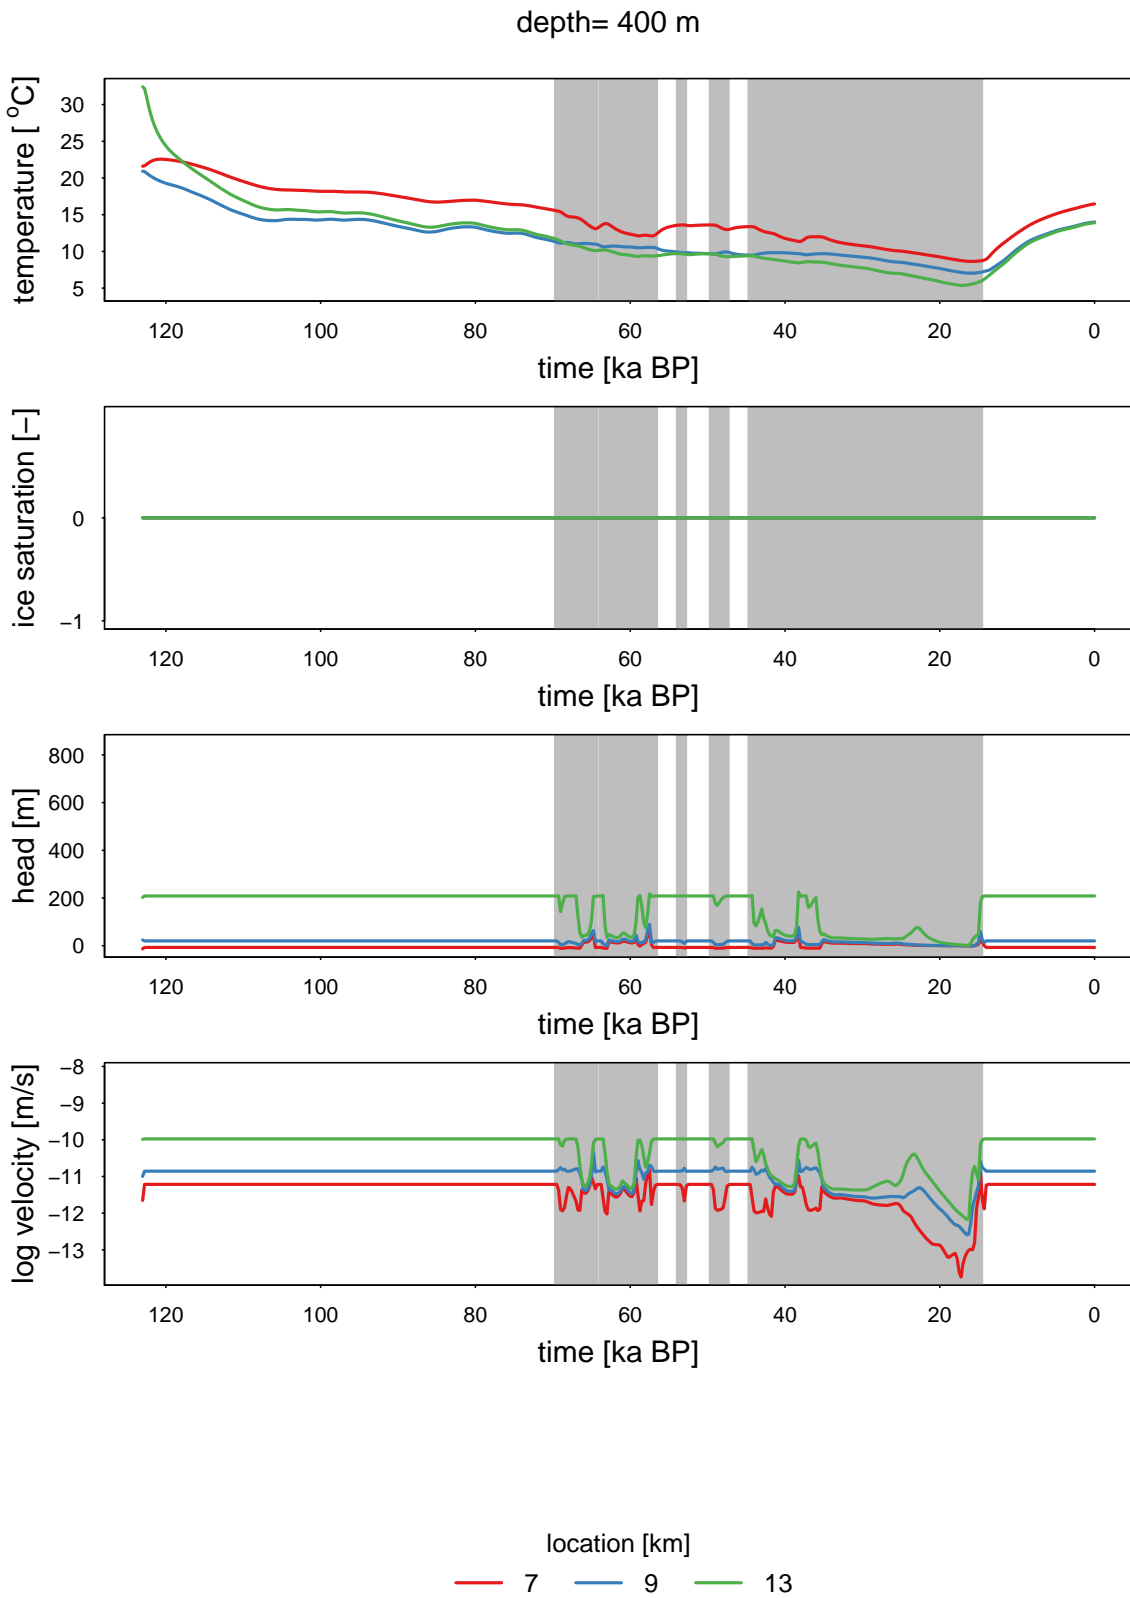 depth= 400 m
temperature [ °C]
30
25
20
15
10
5
120 100 80 60 40 20 0
time [ka BP]
ice saturation [−]
0
−1
120 100 80 60 40 20 0
time [ka BP]
head [m]
800
600
400
200
0
120 100 80 60 40 20 0
time [ka BP]
log velocity [m/s]
−8
−9
−10
−11
−12
−13
120 100 80 60 40 20 0
time [ka BP]
location [km]
7 9 13